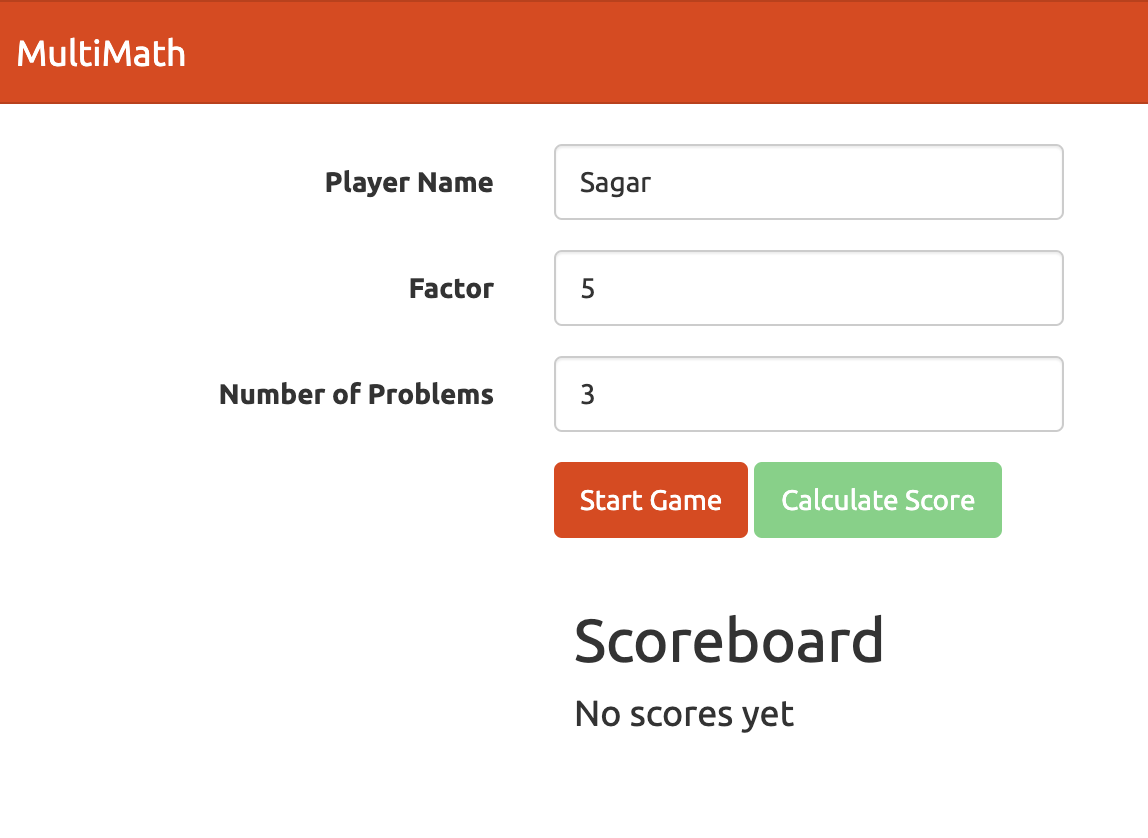 MultiMath
Player Name Sagar
Factor 5
Number of Problems 3
Start Game Calculate Score
Scoreboard
No scores yet